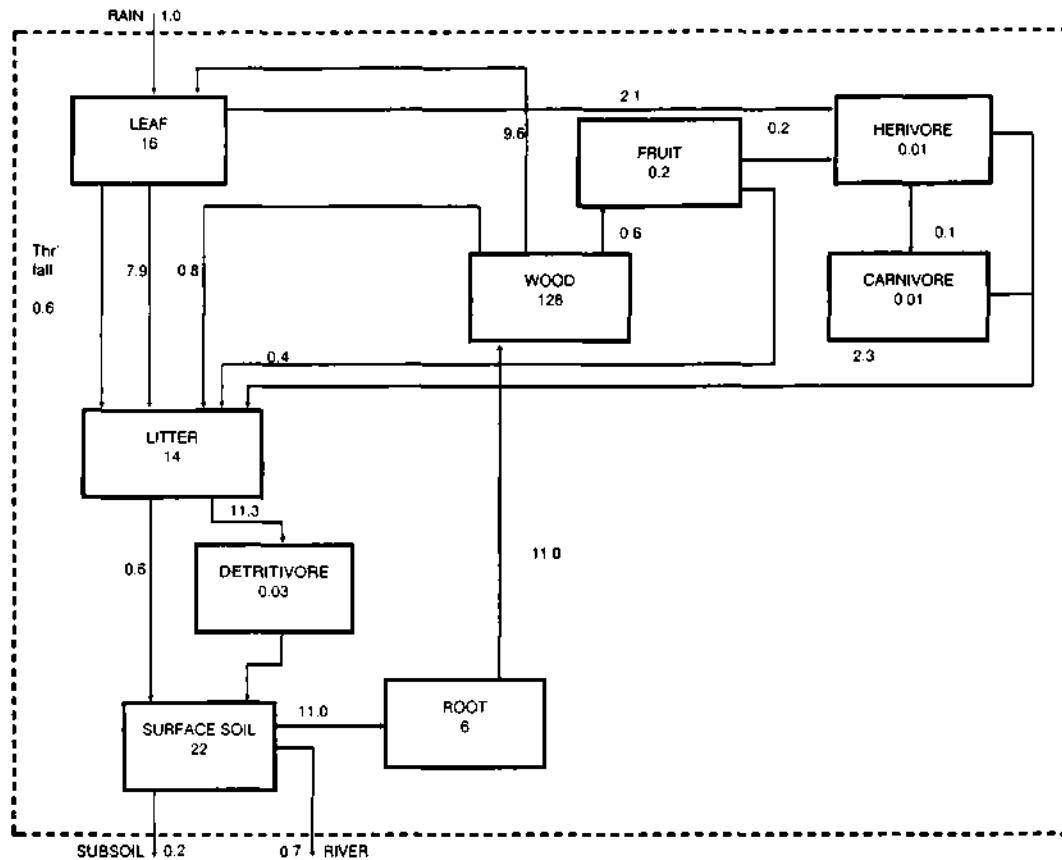 RAIN 1.0
LEAF
16
2.1
9.6
FRUIT
0.2
0.2
HERIVORE
0.01
Thr'
fall
0.6
7.9
0.8
WOOD
128
0.6
0.1
CARNIVORE
0.01
0.4
2.3
LITTER
14
11.3
0.6
DETRITIVORE
0.03
11.0
SURFACE SOIL
22
11.0
ROOT
6
SUBSOIL 0.2
0.7 RIVER